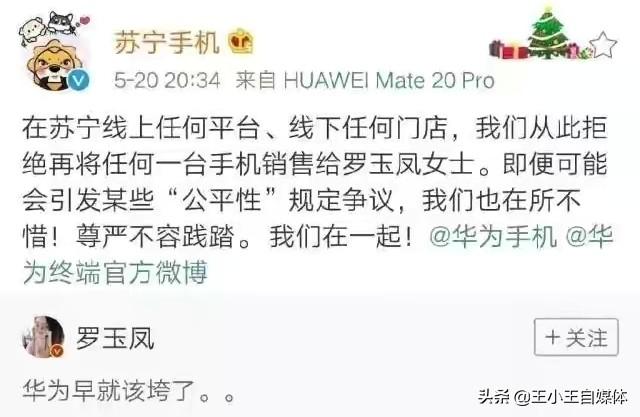 苏宁手机
5-20 20:34 来自 HUAWEI Mate 20 Pro
在苏宁线上任何平台、线下任何门店，我们从此拒
绝再将任何一台手机销售给罗玉凤女士。即便可能
会引发某些“公平性”规定争议，我们也在所不
惜！尊严不容践踏。我们在一起！@华为手机 @华
为终端官方微博
罗玉凤
+关注
华为早就该垮了。。
头条 @王小王自媒体